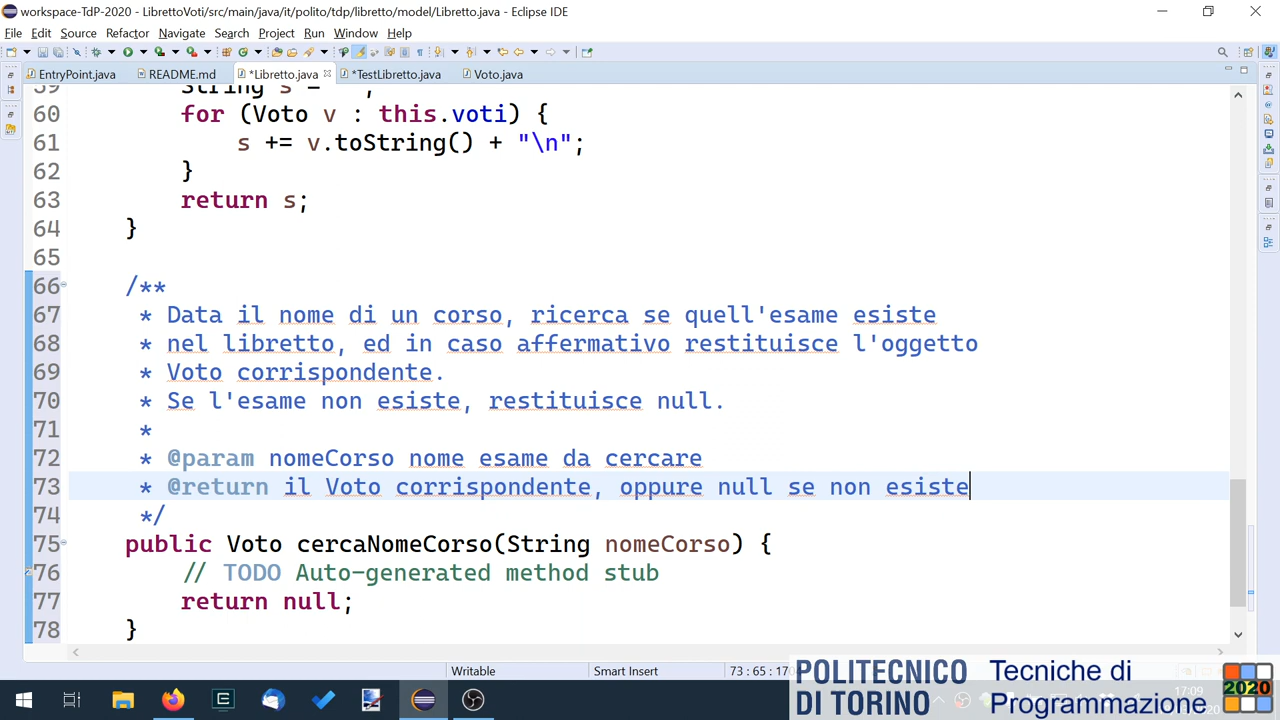 workspace-TdP-2020 - LibrettoVoti/src/main/java/it/polito/tdp/libretto/model/Libretto.java - Eclipse IDE
File Edit Source Refactor Navigate Search Project Run Window Help
EntryPoint.java README.md *Libretto.java *TestLibretto.java Voto.java
59 String s = "";
60 for (Voto v : this.voti) {
61 s += v.toString() + "\n";
62 }
63 return s;
64 }
65
66 /**
67 * Data il nome di un corso, ricerca se quell'esame esiste
68 * nel libretto, ed in caso affermativo restituisce l'oggetto
69 * Voto corrispondente.
70 * Se l'esame non esiste, restituisce null.
71 *
72 * @param nomeCorso nome esame da cercare
73 * @return il Voto corrispondente, oppure null se non esiste
74 */
75 public Voto cercaNomeCorso(String nomeCorso) {
76 // TODO Auto-generated method stub
77 return null;
78 }
Writable Smart Insert 73 : 65 : 170
POLITECNICO DI TORINO
Tecniche di Programmazione
2020
17:09